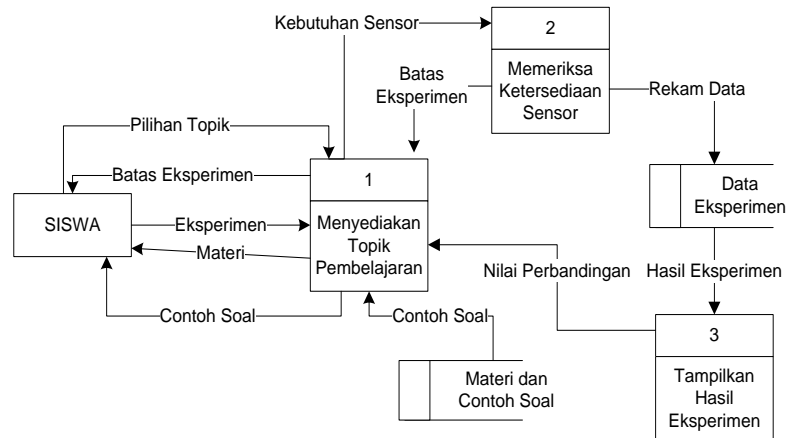 Kebutuhan Sensor
2
Memeriksa
Ketersediaan
Sensor
Batas
Eksperimen
Rekam Data
Pilihan Topik
Batas Eksperimen
1
Menyediakan
Topik
Pembelajaran
SISWA
Eksperimen
Materi
Data
Eksperimen
Nilai Perbandingan
Hasil Eksperimen
Contoh Soal
Contoh Soal
3
Tampilkan
Hasil
Eksperimen
Materi dan
Contoh Soal